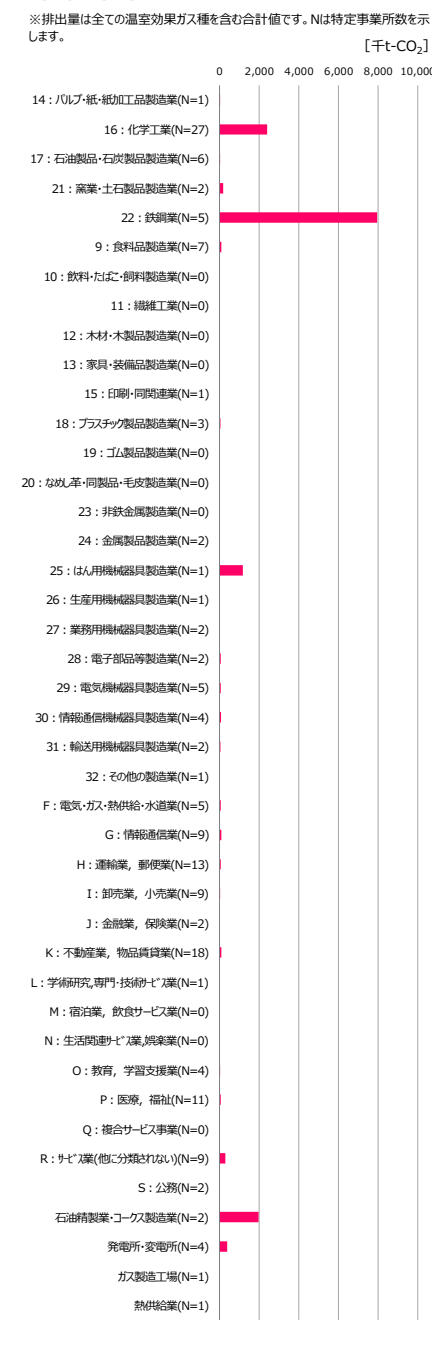 ※排出量は全ての温室効果ガス種を含む合計値です。Nは特定事業所数を示
します。
[千t-CO₂]
0 2,000 4,000 6,000 8,000 10,000
14：パルプ・紙・紙加工品製造業(N=1)
16：化学工業(N=27)
17：石油製品・石炭製品製造業(N=6)
21：窯業・土石製品製造業(N=2)
22：鉄鋼業(N=5)
9：食料品製造業(N=7)
10：飲料・たばこ・飼料製造業(N=0)
11：繊維工業(N=0)
12：木材・木製品製造業(N=0)
13：家具・装備品製造業(N=0)
15：印刷・同関連業(N=1)
18：プラスチック製品製造業(N=3)
19：ゴム製品製造業(N=0)
20：なめし革・同製品・毛皮製造業(N=0)
23：非鉄金属製造業(N=0)
24：金属製品製造業(N=2)
25：はん用機械器具製造業(N=1)
26：生産用機械器具製造業(N=1)
27：業務用機械器具製造業(N=2)
28：電子部品等製造業(N=2)
29：電気機械器具製造業(N=5)
30：情報通信機械器具製造業(N=4)
31：輸送用機械器具製造業(N=2)
32：その他の製造業(N=1)
F：電気・ガス・熱供給・水道業(N=5)
G：情報通信業(N=9)
H：運輸業，郵便業(N=13)
I：卸売業，小売業(N=9)
J：金融業，保険業(N=2)
K：不動産業，物品賃貸業(N=18)
L：学術研究,専門・技術ｻｰﾋﾞｽ業(N=1)
M：宿泊業，飲食サービス業(N=0)
N：生活関連ｻｰﾋﾞｽ業,娯楽業(N=0)
O：教育，学習支援業(N=4)
P：医療，福祉(N=11)
Q：複合サービス事業(N=0)
R：ｻｰﾋﾞｽ業(他に分類されない)(N=9)
S：公務(N=2)
石油精製業・コークス製造業(N=2)
発電所・変電所(N=4)
ガス製造工場(N=1)
熱供給業(N=1)